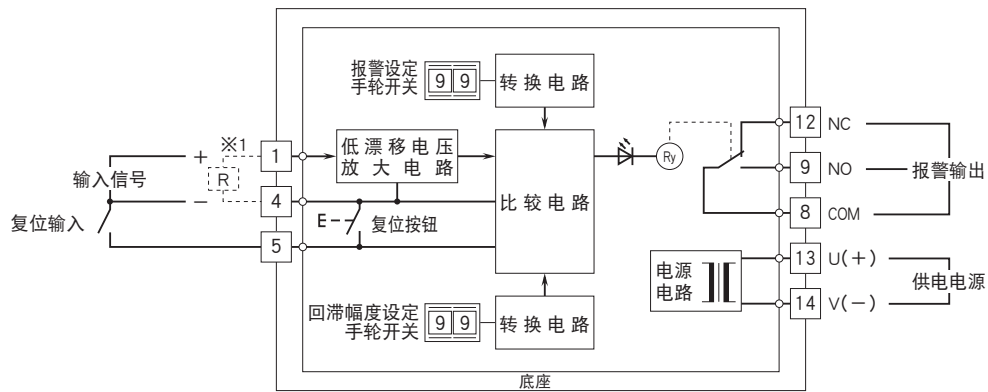 报警设定
手轮开关
9 9
转换电路
※1
+
R
输入信号
−
复位输入
1
4
5
低漂移电压
放大电路
E
复位按钮
比较电路
Ry
12 NC
9 NO
8 COM
报警输出
电源
电路
13 U(+)
14 V(−)
供电电源
回滞幅度设定
手轮开关
9 9
转换电路
底座